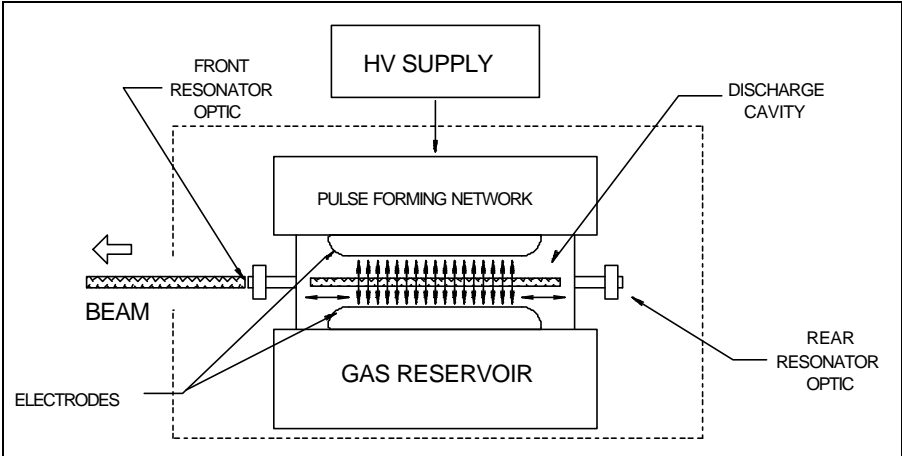 FRONT
RESONATOR
OPTIC
HV SUPPLY
DISCHARGE
CAVITY
PULSE FORMING NETWORK
BEAM
ELECTRODES
GAS RESERVOIR
REAR
RESONATOR
OPTIC